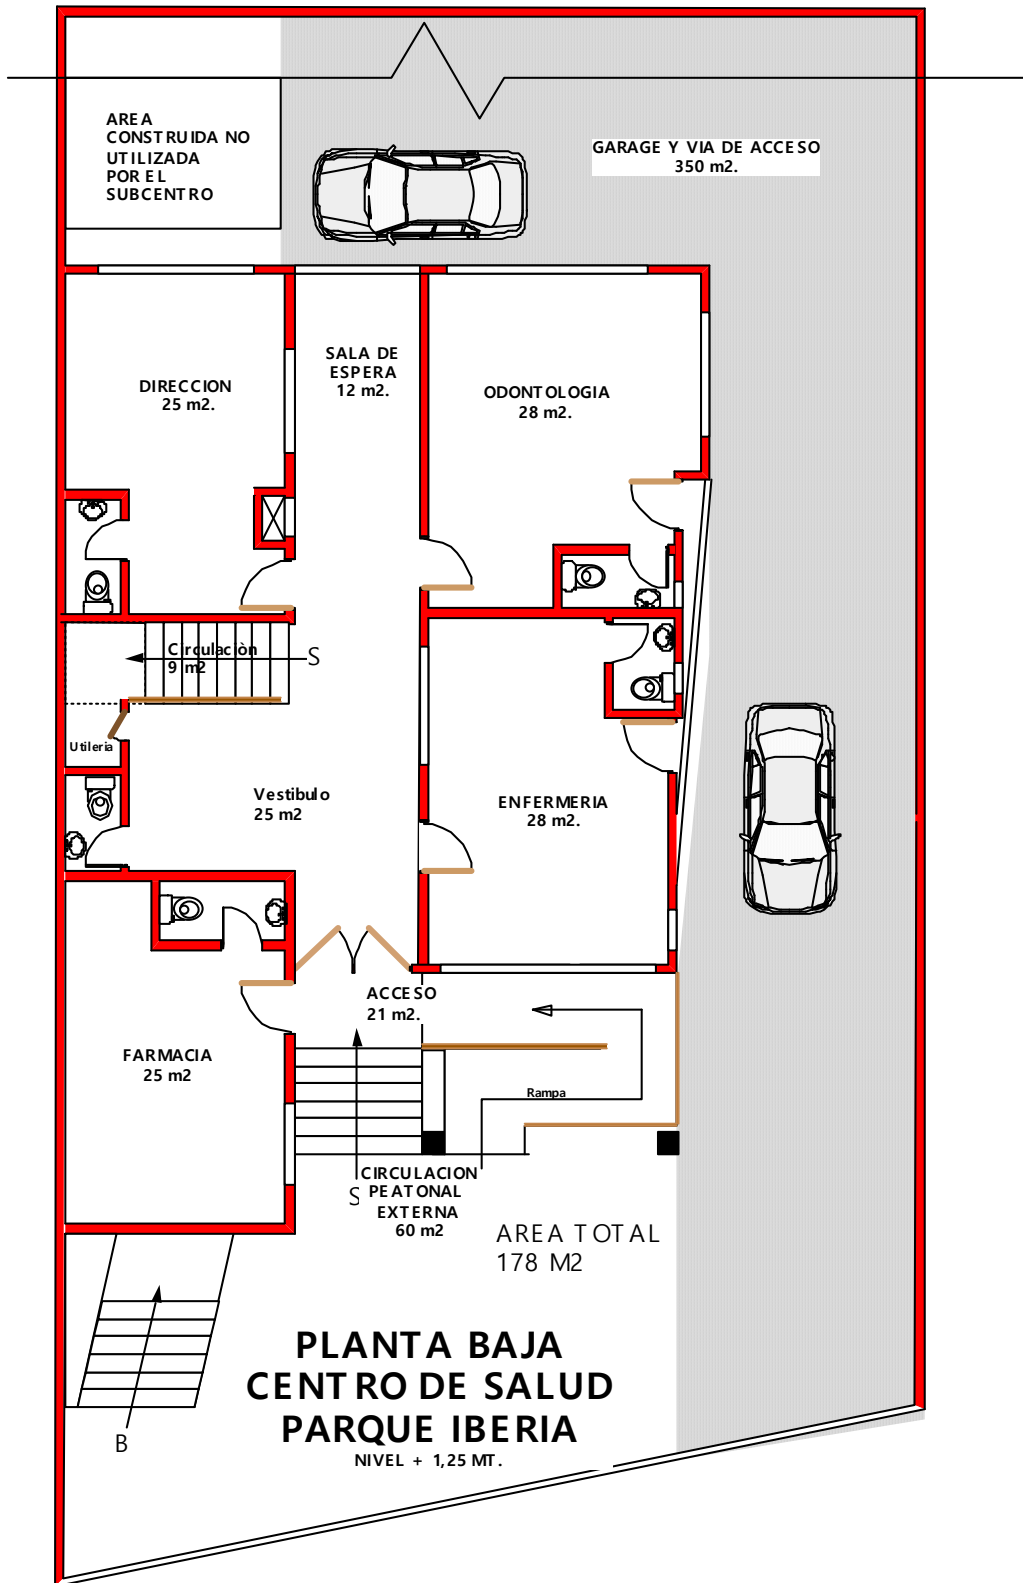 AREA
CONSTRUIDA NO
UTILIZADA
POR EL
SUBCENTRO
GARAGE Y VIA DE ACCESO
350 m2.
DIRECCION
25 m2.
SALA DE
ESPERA
12 m2.
ODONTOLOGIA
28 m2.
Circulaciòn
9 m2
S
Utileria
Vestibulo
25 m2
ENFERMERIA
28 m2.
ACCESO
21 m2.
FARMACIA
25 m2
Rampa
S
CIRCULACION
PEATONAL
EXTERNA
60 m2
AREA TOTAL
178 M2
B
PLANTA BAJA
CENTRO DE SALUD
PARQUE IBERIA
NIVEL + 1,25 MT.